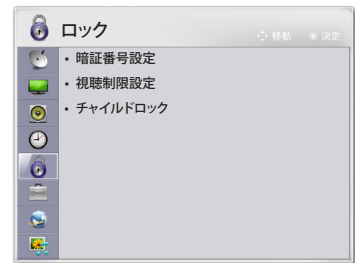 ロック
移動 決定
・暗証番号設定
・視聴制限設定
・チャイルドロック